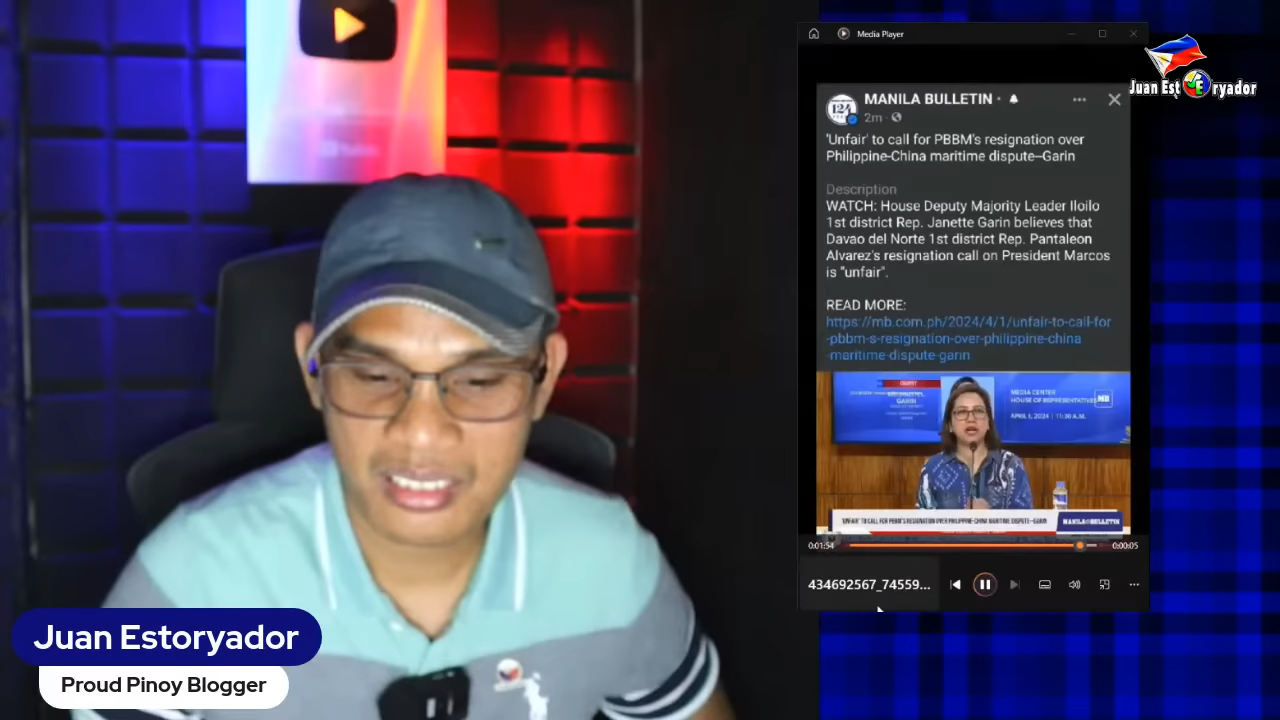 Media Player
Juan Est ryador
124
MANILA BULLETIN
2m
'Unfair' to call for PBBM's resignation over
Philippine-China maritime dispute–Garin
Description
WATCH: House Deputy Majority Leader Iloilo
1st district Rep. Janette Garin believes that
Davao del Norte 1st district Rep. Pantaleon
Alvarez's resignation call on President Marcos
is "unfair".
READ MORE:
https://mb.com.ph/2024/4/1/unfair-to-call-for
-pbbm-s-resignation-over-philippine-china
-maritime-dispute-garin
GARIN
MEDIA CENTER
HOUSE OF REPRESENTATIVES
MB
APRIL 1, 2024 | 11:30 A.M.
'UNFAIR' TO CALL FOR PBBM'S RESIGNATION OVER PHILIPPINE-CHINA MARITIME DISPUTE—GARIN
MANILA BULLETIN
0:01:54
0:00:05
434692567_74559...
Juan Estoryador
Proud Pinoy Blogger